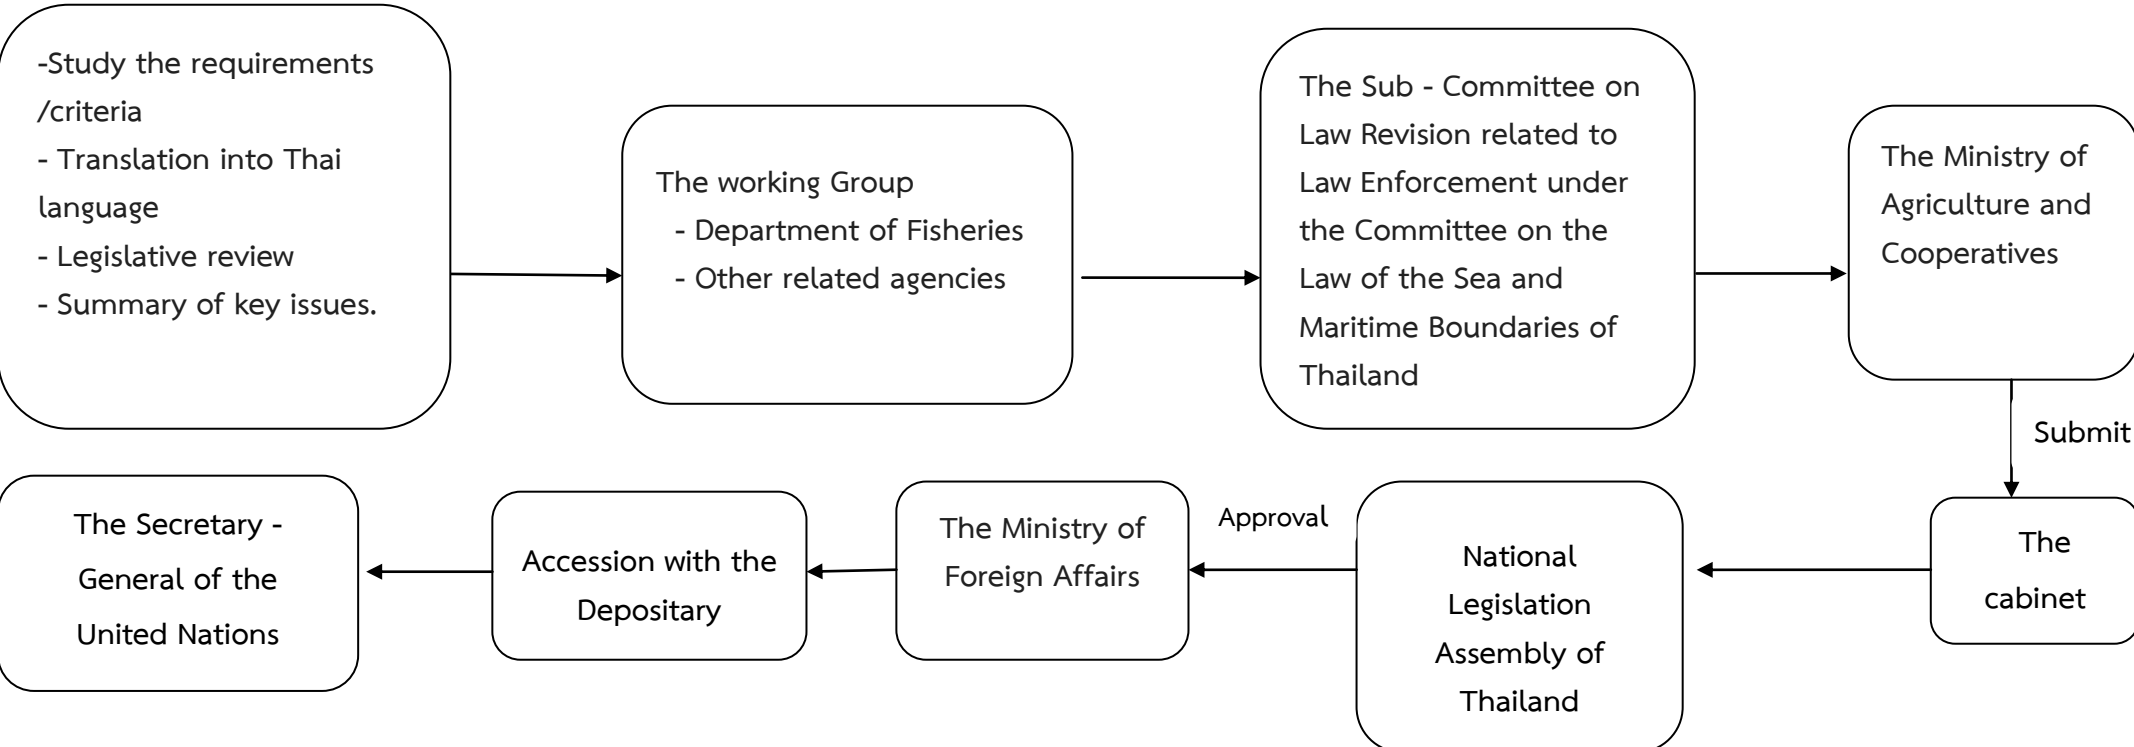 -Study the requirements
/criteria
- Translation into Thai
language
- Legislative review
- Summary of key issues.
The working Group
- Department of Fisheries
- Other related agencies
The Sub - Committee on
Law Revision related to
Law Enforcement under
the Committee on the
Law of the Sea and
Maritime Boundaries of
Thailand
The Ministry of
Agriculture and
Cooperatives
Submit
The
cabinet
National
Legislation
Assembly of
Thailand
Approval
The Ministry of
Foreign Affairs
Accession with the
Depositary
The Secretary -
General of the
United Nations